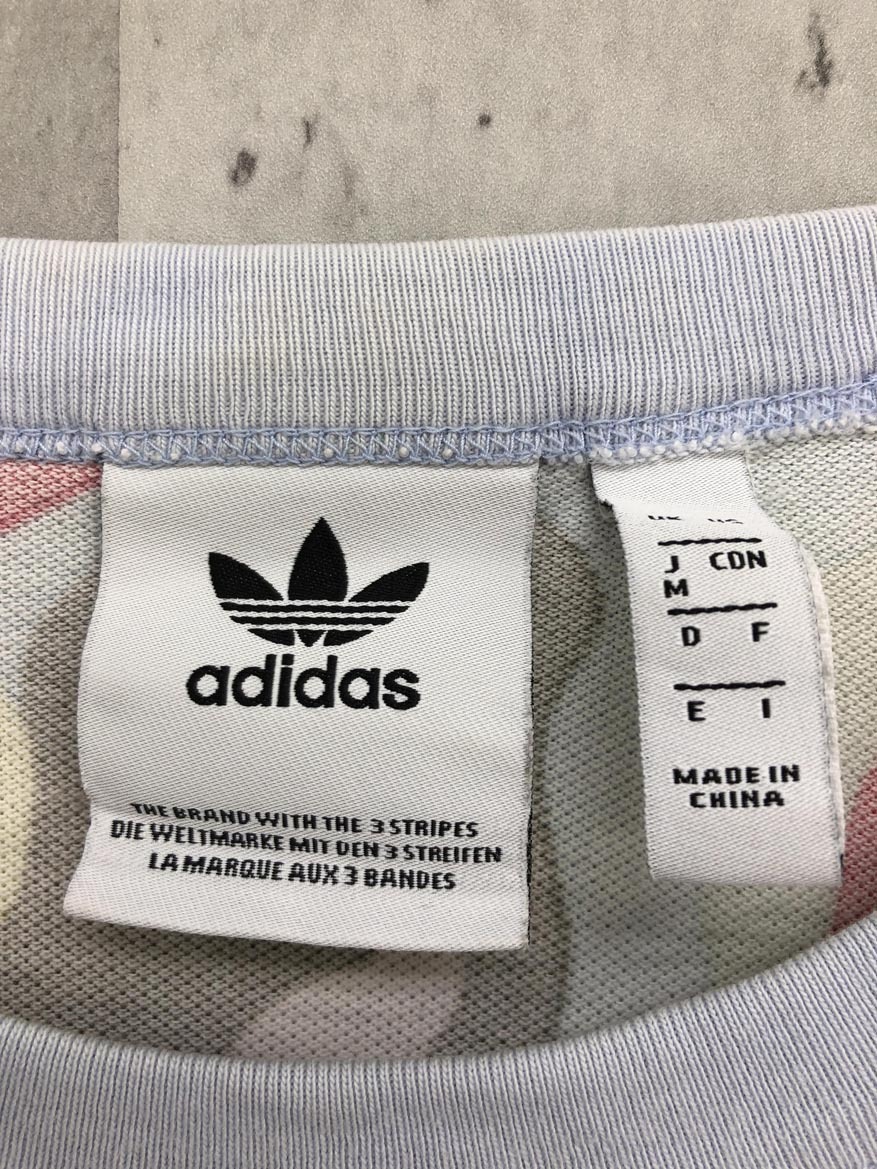 adidas
THE BRAND WITH THE 3 STRIPES
DIE WELTMARKE MIT DEN 3 STREIFEN
LA MARQUE AUX 3 BANDES
J CDN
M
D F
E I
MADE IN
CHINA